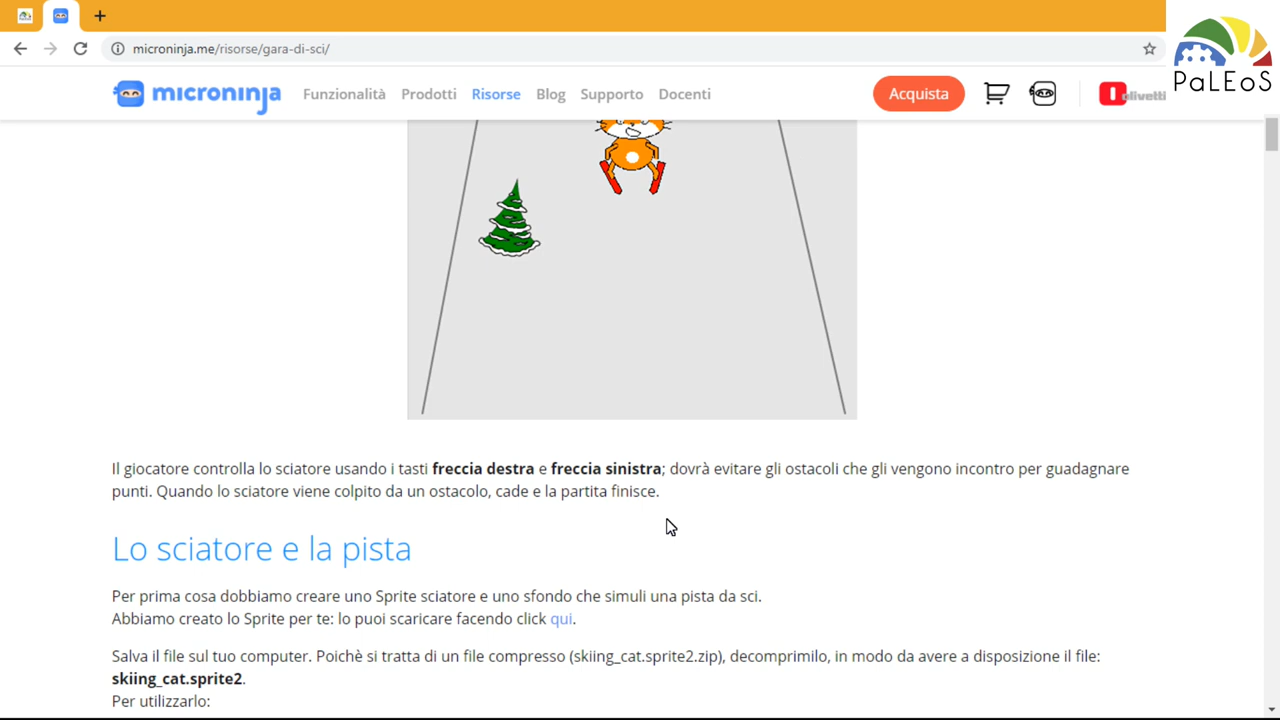 microninja.me/risorse/gara-di-sci/
PaLEoS
microninja Funzionalità Prodotti Risorse Blog Supporto Docenti Acquista olivetti
Il giocatore controlla lo sciatore usando i tasti freccia destra e freccia sinistra; dovrà evitare gli ostacoli che gli vengono incontro per guadagnare
punti. Quando lo sciatore viene colpito da un ostacolo, cade e la partita finisce.
Lo sciatore e la pista
Per prima cosa dobbiamo creare uno Sprite sciatore e uno sfondo che simuli una pista da sci.
Abbiamo creato lo Sprite per te: lo puoi scaricare facendo click qui.
Salva il file sul tuo computer. Poichè si tratta di un file compresso (skiing_cat.sprite2.zip), decomprimilo, in modo da avere a disposizione il file:
skiing_cat.sprite2.
Per utilizzarlo: